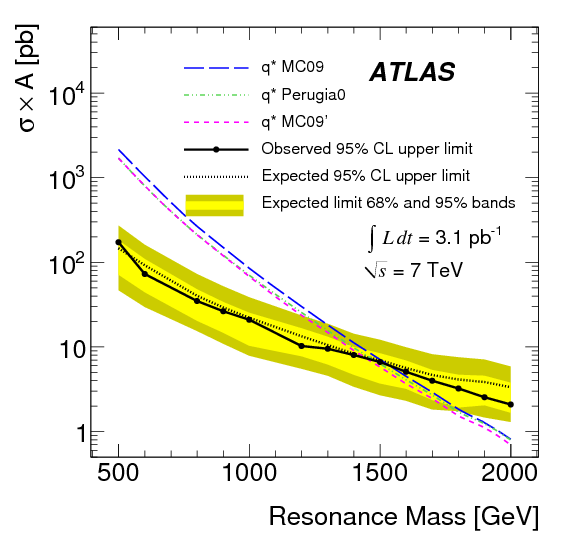 σ × A [pb]
ATLAS
q* MC09
q* Perugia0
q* MC09'
Observed 95% CL upper limit
Expected 95% CL upper limit
Expected limit 68% and 95% bands
∫ L dt = 3.1 pb⁻¹
√s = 7 TeV
10⁴
10³
10²
10
1
500 1000 1500 2000
Resonance Mass [GeV]